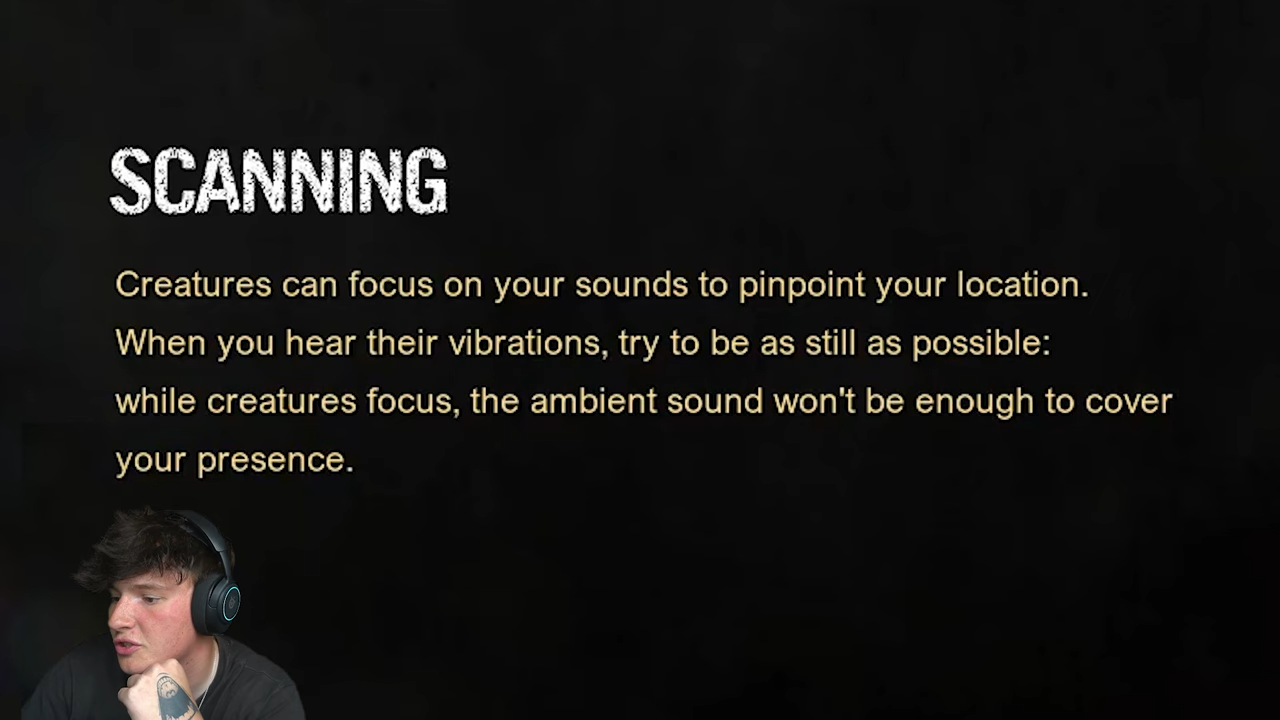 SCANNING
Creatures can focus on your sounds to pinpoint your location.
When you hear their vibrations, try to be as still as possible:
while creatures focus, the ambient sound won't be enough to cover
your presence.